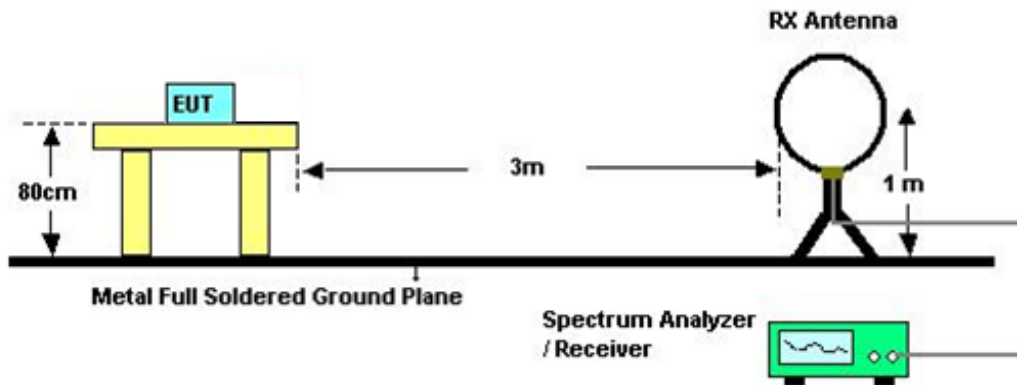 RX Antenna
EUT
80cm
3m
1 m
Metal Full Soldered Ground Plane
Spectrum Analyzer
/ Receiver